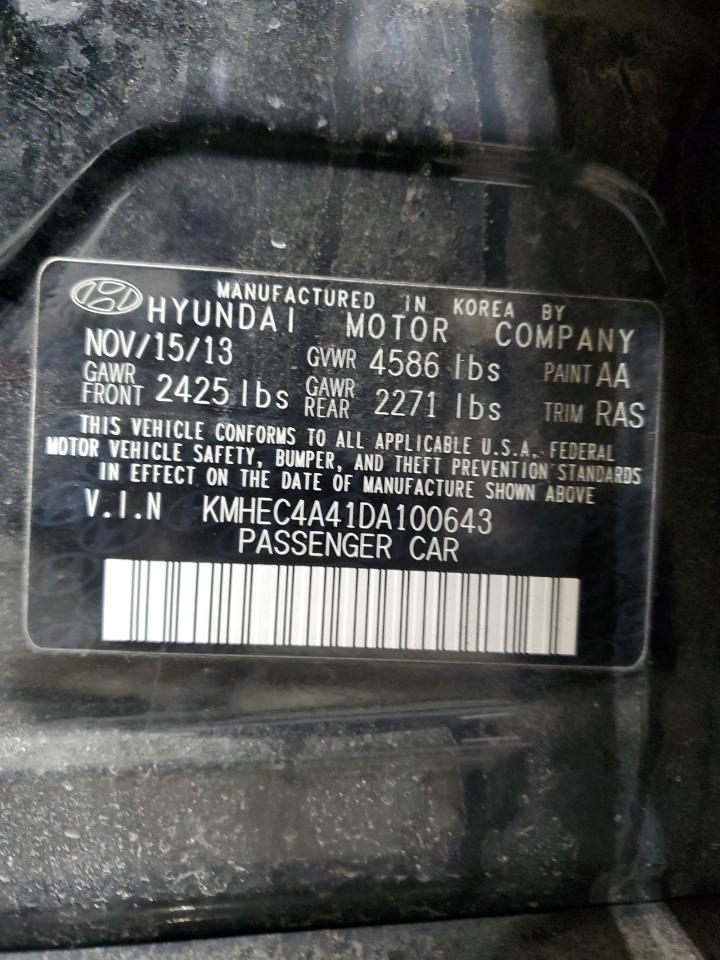 MANUFACTURED IN KOREA BY
HYUNDAI MOTOR COMPANY
NOV/15/13 GVWR 4586 lbs PAINT AA
GAWR FRONT 2425 lbs GAWR REAR 2271 lbs TRIM RAS
THIS VEHICLE CONFORMS TO ALL APPLICABLE U.S.A. FEDERAL
MOTOR VEHICLE SAFETY, BUMPER, AND THEFT PREVENTION STANDARDS
IN EFFECT ON THE DATE OF MANUFACTURE SHOWN ABOVE
V.I.N KMHEC4A41DA100643
PASSENGER CAR